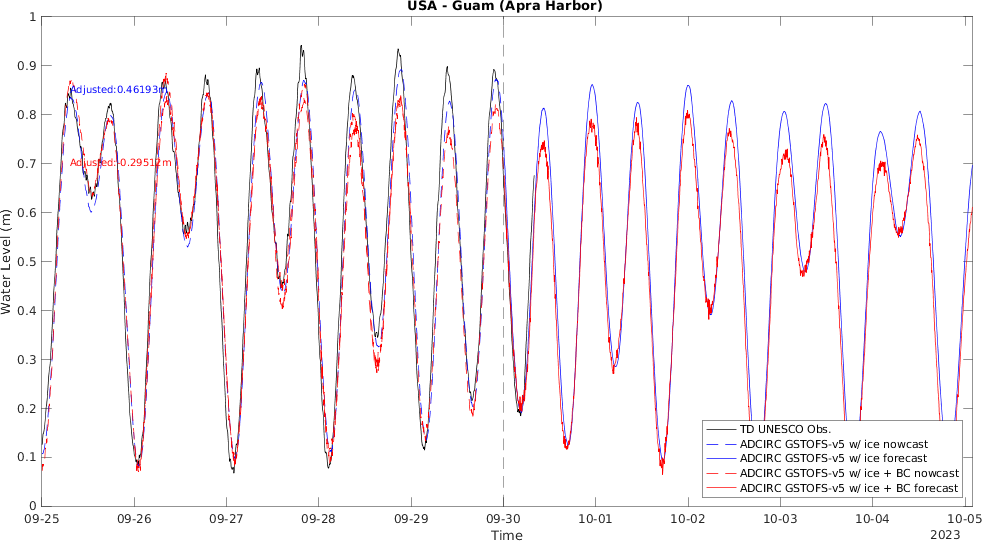 USA - Guam (Apra Harbor)
Water Level (m)
1
0.9
0.8
0.7
0.6
0.5
0.4
0.3
0.2
0.1
0
Adjusted:0.46193m
Adjusted:-0.29512m
TD UNESCO Obs.
ADCIRC GSTOFS-v5 w/ ice nowcast
ADCIRC GSTOFS-v5 w/ ice forecast
ADCIRC GSTOFS-v5 w/ ice + BC nowcast
ADCIRC GSTOFS-v5 w/ ice + BC forecast
09-25 09-26 09-27 09-28 09-29 09-30 10-01 10-02 10-03 10-04 10-05
Time 2023